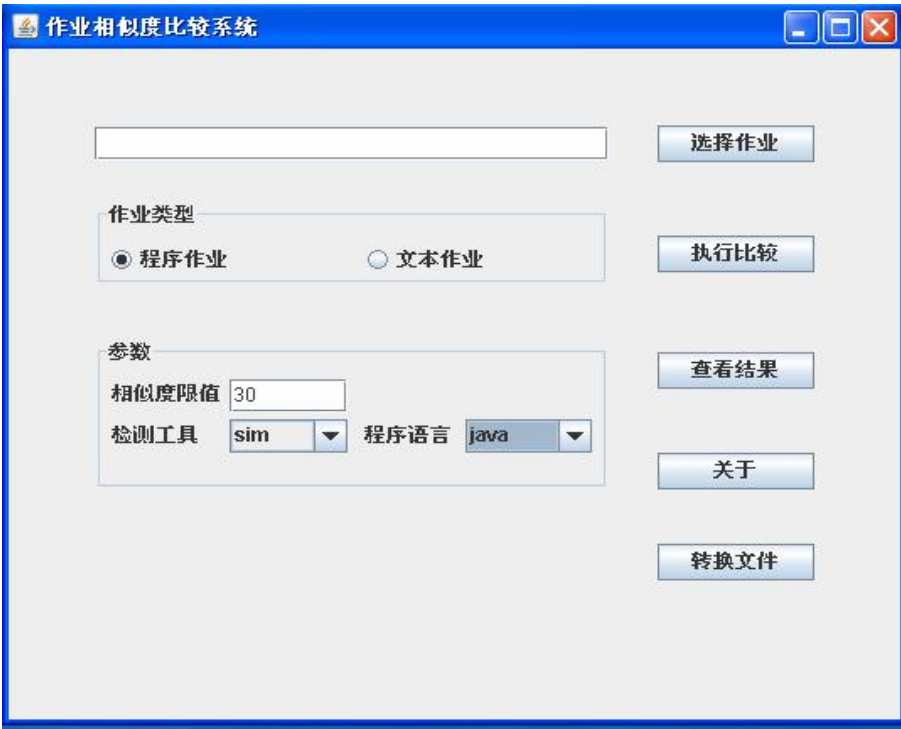 作业相似度比较系统
选择作业
作业类型
程序作业 文本作业
执行比较
参数
相似度限值 30
查看结果
检测工具 sim 程序语言 java
关于
转换文件